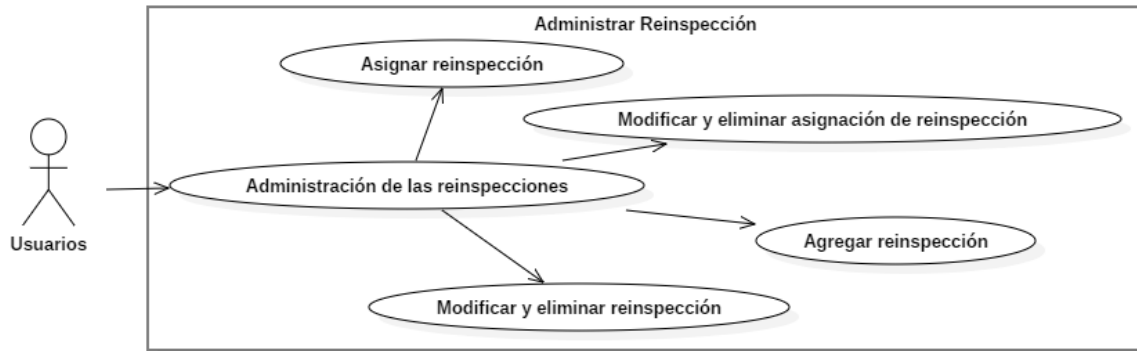 Administrar Reinspección
Asignar reinspección
Modificar y eliminar asignación de reinspección
Administración de las reinspecciones
Usuarios
Agregar reinspección
Modificar y eliminar reinspección